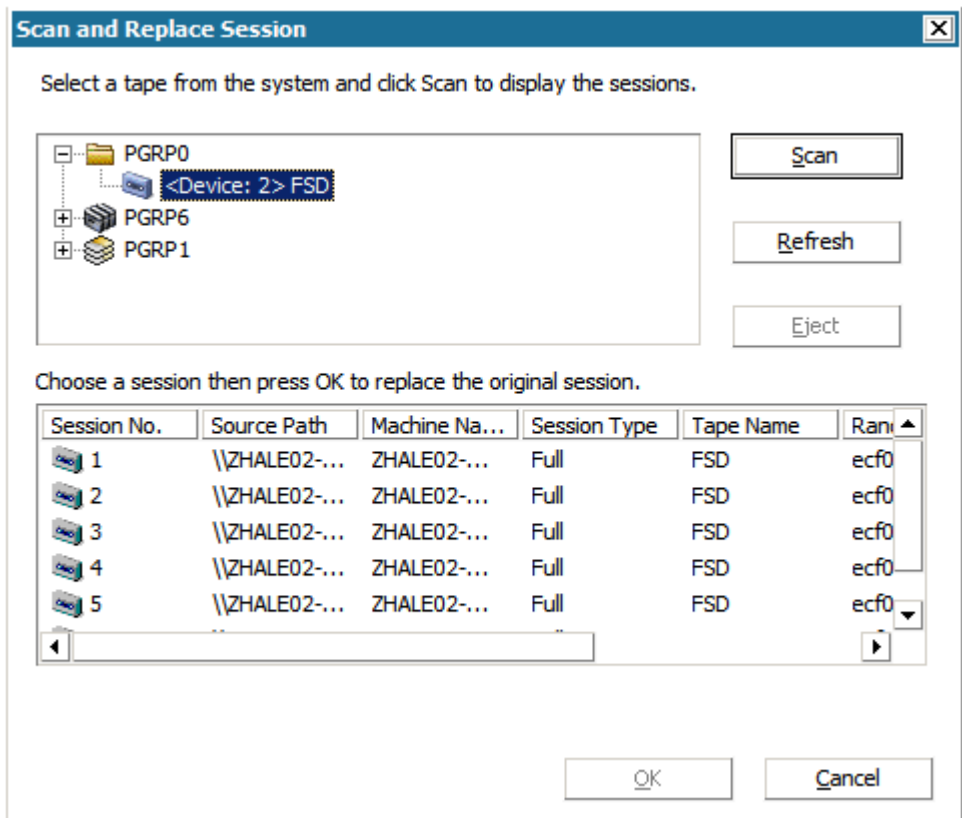 Scan and Replace Session
Select a tape from the system and click Scan to display the sessions.
PGRP0
<Device: 2> FSD
PGRP6
PGRP1
Scan
Refresh
Eject
Choose a session then press OK to replace the original session.
Session No. Source Path Machine Na... Session Type Tape Name
1 \\ZHALE02-... ZHALE02-... Full FSD ecf0
2 \\ZHALE02-... ZHALE02-... Full FSD ecf0
3 \\ZHALE02-... ZHALE02-... Full FSD ecf0
4 \\ZHALE02-... ZHALE02-... Full FSD ecf0
5 \\ZHALE02-... ZHALE02-... Full FSD ecf0
OK
Cancel